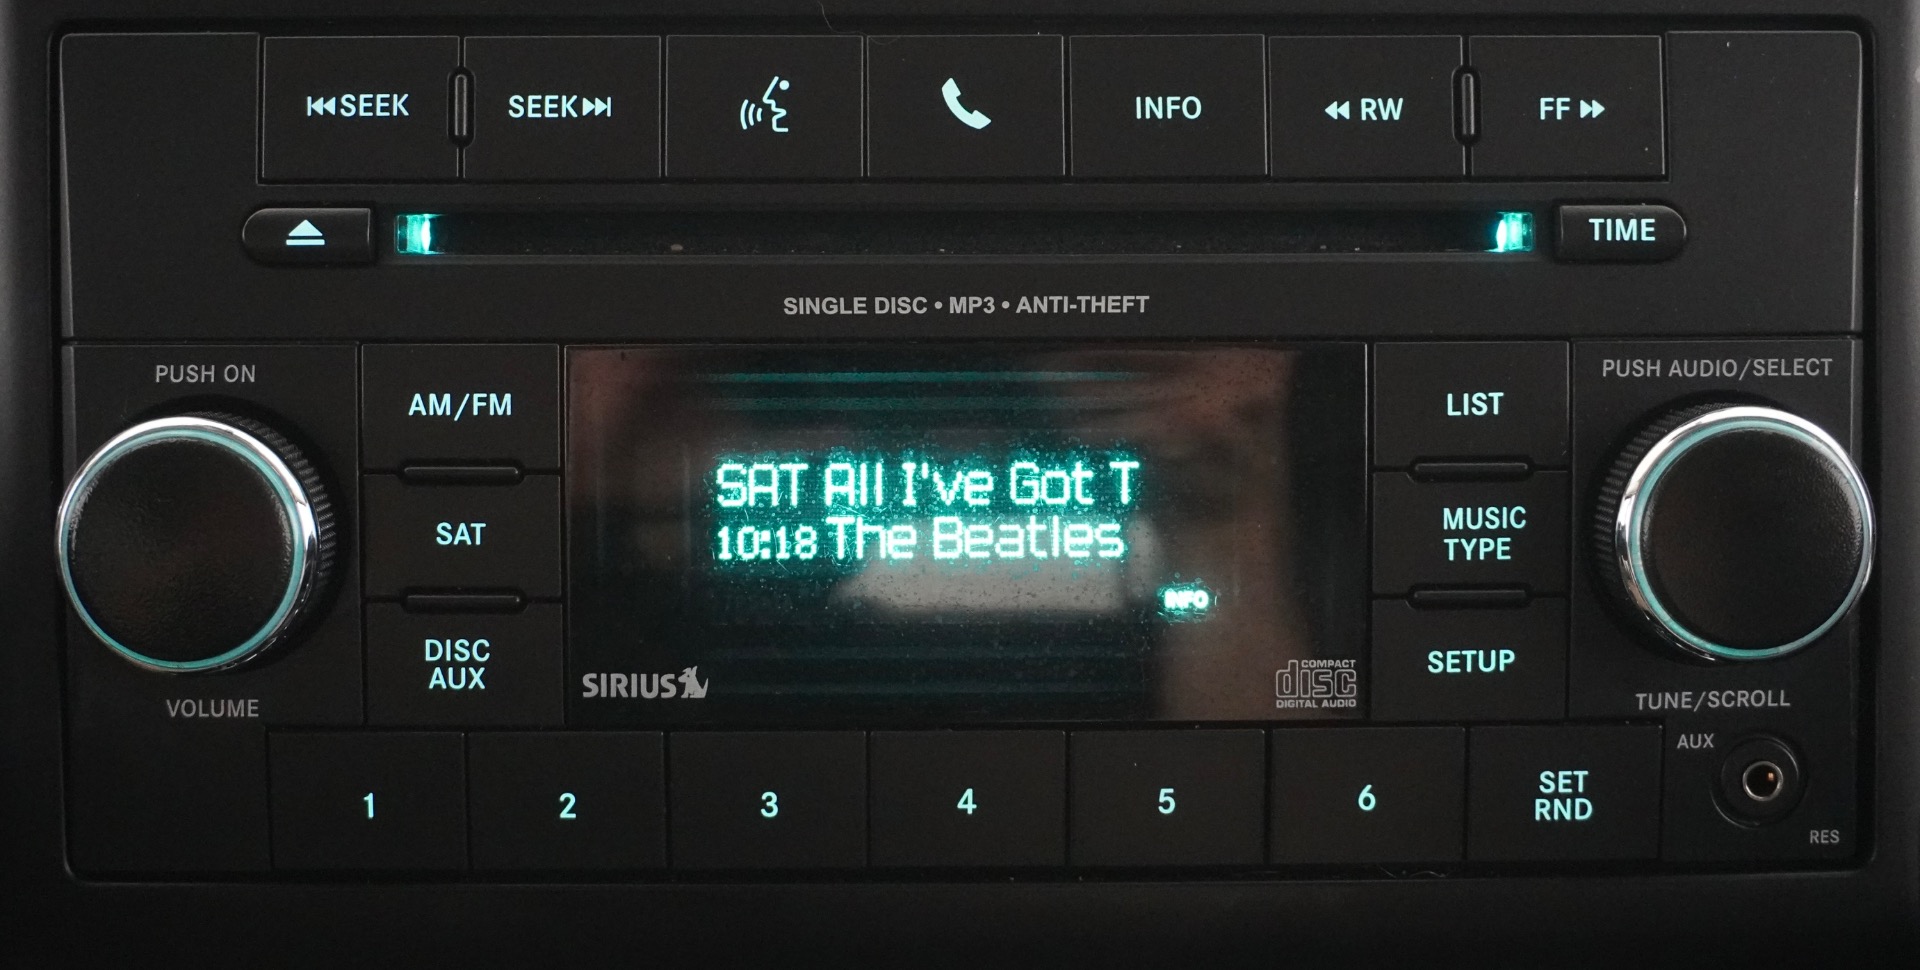 SEEK SEEK INFO RW FF
TIME
SINGLE DISC • MP3 • ANTI-THEFT
PUSH ON
VOLUME
AM/FM
SAT
DISC
AUX
SAT All I've Got T
10:18 The Beatles
INFO
SIRIUS
COMPACT
disc
DIGITAL AUDIO
LIST
MUSIC
TYPE
SETUP
PUSH AUDIO/SELECT
TUNE/SCROLL
1 2 3 4 5 6
SET
RND
AUX
RES